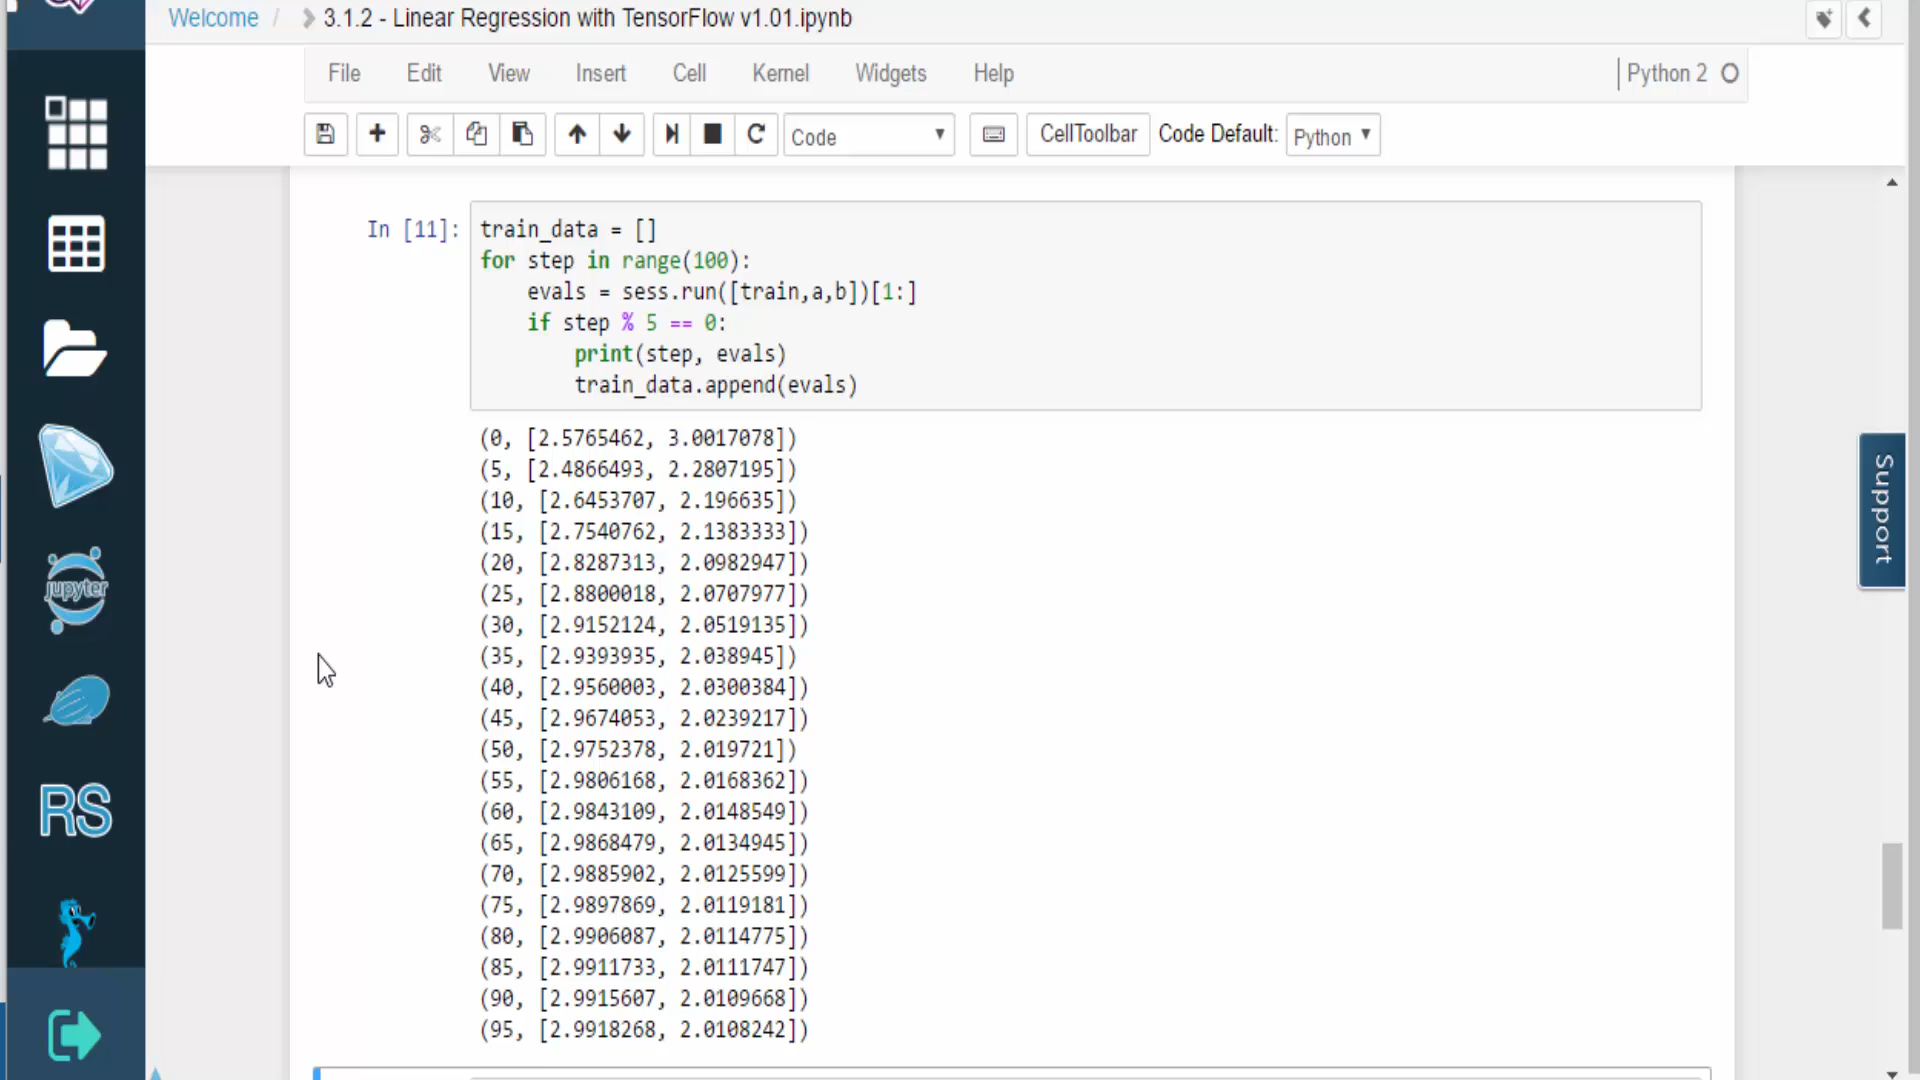 Welcome / 3.1.2 - Linear Regression with TensorFlow v1.01.ipynb
File Edit View Insert Cell Kernel Widgets Help Python 2
Code CellToolbar Code Default: Python
In [11]: train_data = []
for step in range(100):
    evals = sess.run([train,a,b])[1:]
    if step % 5 == 0:
        print(step, evals)
        train_data.append(evals)
(0, [2.5765462, 3.0017078])
(5, [2.4866493, 2.2807195])
(10, [2.6453707, 2.196635])
(15, [2.7540762, 2.1383333])
(20, [2.8287313, 2.0982947])
(25, [2.8800018, 2.0707977])
(30, [2.9152124, 2.0519135])
(35, [2.9393935, 2.038945])
(40, [2.9560003, 2.0300384])
(45, [2.9674053, 2.0239217])
(50, [2.9752378, 2.019721])
(55, [2.9806168, 2.0168362])
(60, [2.9843109, 2.0148549])
(65, [2.9868479, 2.0134945])
(70, [2.9885902, 2.0125599])
(75, [2.9897869, 2.0119181])
(80, [2.9906087, 2.0114775])
(85, [2.9911733, 2.0111747])
(90, [2.9915607, 2.0109668])
(95, [2.9918268, 2.0108242])
jupyter
RS
Support